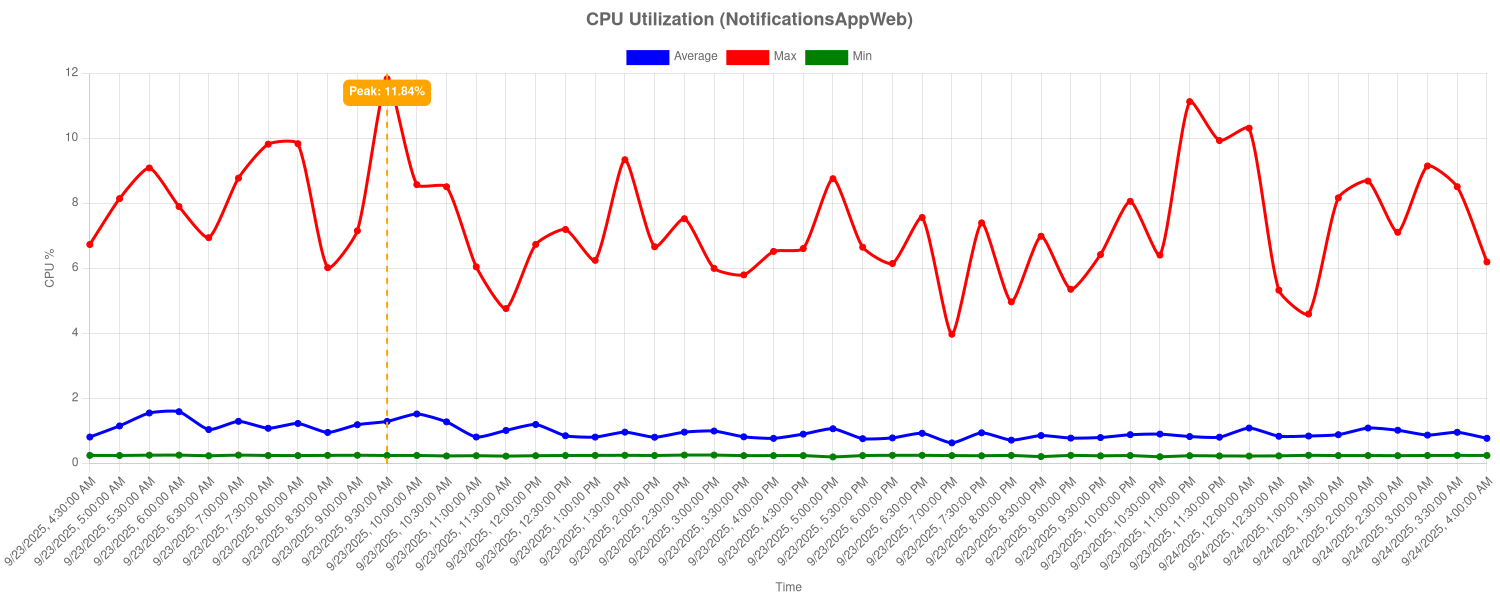 CPU Utilization (NotificationsAppWeb)
Average Max Min
Peak: 11.84%
12
10
8
6
4
2
0
CPU %
9/23/2025, 4:30:00 AM
9/23/2025, 5:00:00 AM
9/23/2025, 5:30:00 AM
9/23/2025, 6:00:00 AM
9/23/2025, 6:30:00 AM
9/23/2025, 7:00:00 AM
9/23/2025, 7:30:00 AM
9/23/2025, 8:00:00 AM
9/23/2025, 8:30:00 AM
9/23/2025, 9:00:00 AM
9/23/2025, 9:30:00 AM
9/23/2025, 10:00:00 AM
9/23/2025, 10:30:00 AM
9/23/2025, 11:00:00 AM
9/23/2025, 11:30:00 AM
9/23/2025, 12:00:00 PM
9/23/2025, 12:30:00 PM
9/23/2025, 1:00:00 PM
9/23/2025, 1:30:00 PM
9/23/2025, 2:00:00 PM
9/23/2025, 2:30:00 PM
9/23/2025, 3:00:00 PM
9/23/2025, 3:30:00 PM
9/23/2025, 4:00:00 PM
9/23/2025, 4:30:00 PM
9/23/2025, 5:00:00 PM
9/23/2025, 5:30:00 PM
9/23/2025, 6:00:00 PM
9/23/2025, 6:30:00 PM
9/23/2025, 7:00:00 PM
9/23/2025, 7:30:00 PM
9/23/2025, 8:00:00 PM
9/23/2025, 8:30:00 PM
9/23/2025, 9:00:00 PM
9/23/2025, 9:30:00 PM
9/23/2025, 10:00:00 PM
9/23/2025, 10:30:00 PM
9/23/2025, 11:00:00 PM
9/23/2025, 11:30:00 PM
9/24/2025, 12:00:00 AM
9/24/2025, 12:30:00 AM
9/24/2025, 1:00:00 AM
9/24/2025, 1:30:00 AM
9/24/2025, 2:00:00 AM
9/24/2025, 2:30:00 AM
9/24/2025, 3:00:00 AM
9/24/2025, 3:30:00 AM
9/24/2025, 4:00:00 AM
Time